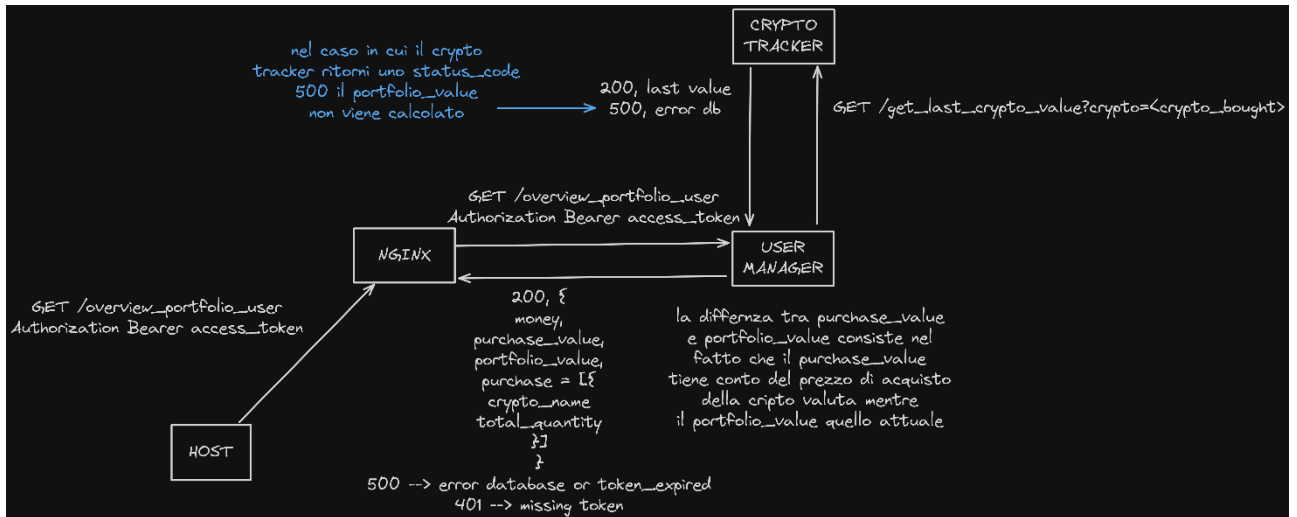 CRYPTO
TRACKER
nel caso in cui il crypto
tracker ritorni uno status_code
500 il portfolio_value
non viene calcolato
200, last value
500, error db
GET /get_last_crypto_value?crypto=<crypto_bought>
GET /overview_portfolio_user
Authorization Bearer access_token
NGINX
USER
MANAGER
GET /overview_portfolio_user
Authorization Bearer access_token
200, {
money,
purchase_value,
portfolio_value,
purchase = [{
crypto_name
total_quantity
}]
}
500 --> error database or token_expired
401 --> missing token
la differnza tra purchase_value
e portfolio_value consiste nel
fatto che il purchase_value
tiene conto del prezzo di acquisto
della cripto valuta mentre
il portfolio_value quello attuale
HOST